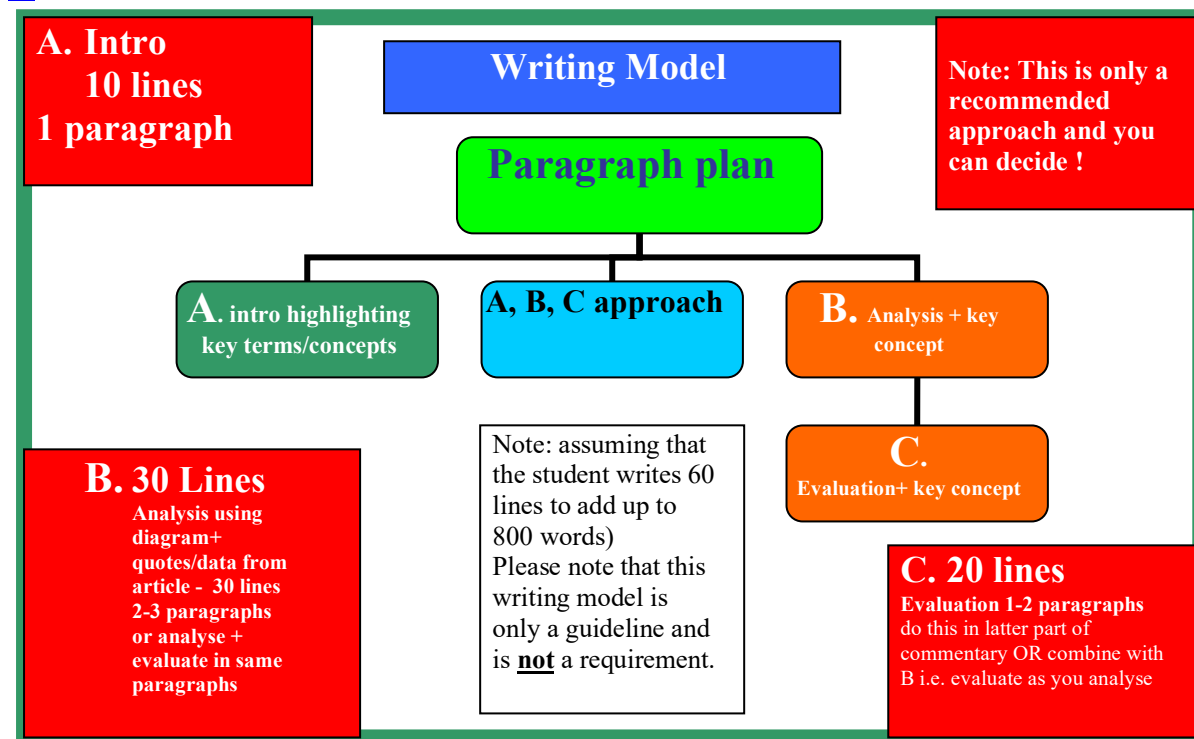 A. Intro
10 lines
1 paragraph
Writing Model
Note: This is only a
recommended
approach and you
can decide !
Paragraph plan
A. intro highlighting
key terms/concepts
A, B, C approach
B. Analysis + key
concept
C.
Evaluation+ key concept
B. 30 Lines
Analysis using
diagram+
quotes/data from
article - 30 lines
2-3 paragraphs
or analyse +
evaluate in same
paragraphs
Note: assuming that
the student writes 60
lines to add up to
800 words)
Please note that this
writing model is
only a guideline and
is not a requirement.
C. 20 lines
Evaluation 1-2 paragraphs
do this in latter part of
commentary OR combine with
B i.e. evaluate as you analyse